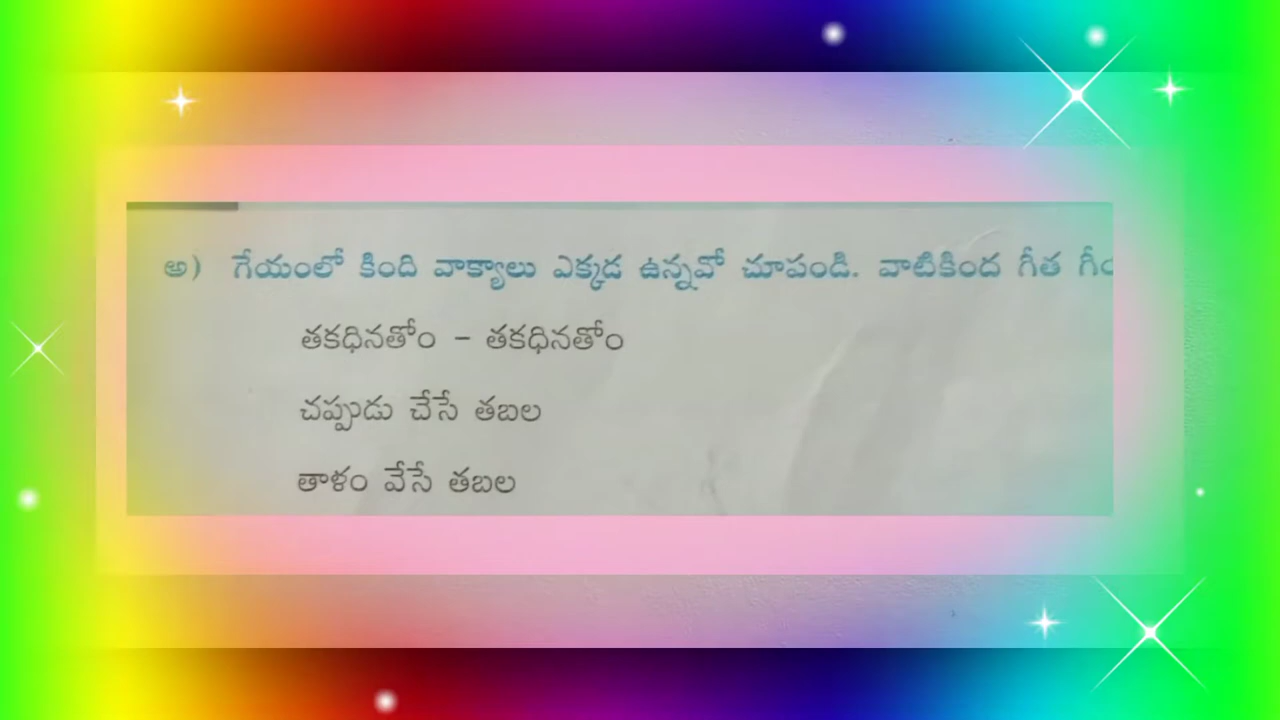 అ) గేయంలో కింది వాక్యాలు ఎక్కడ ఉన్నవో చూపండి. వాటికింద గీత
తకధినతోం - తకధినతోం
చప్పుడు చేసే తబల
తాళం వేసే తబల